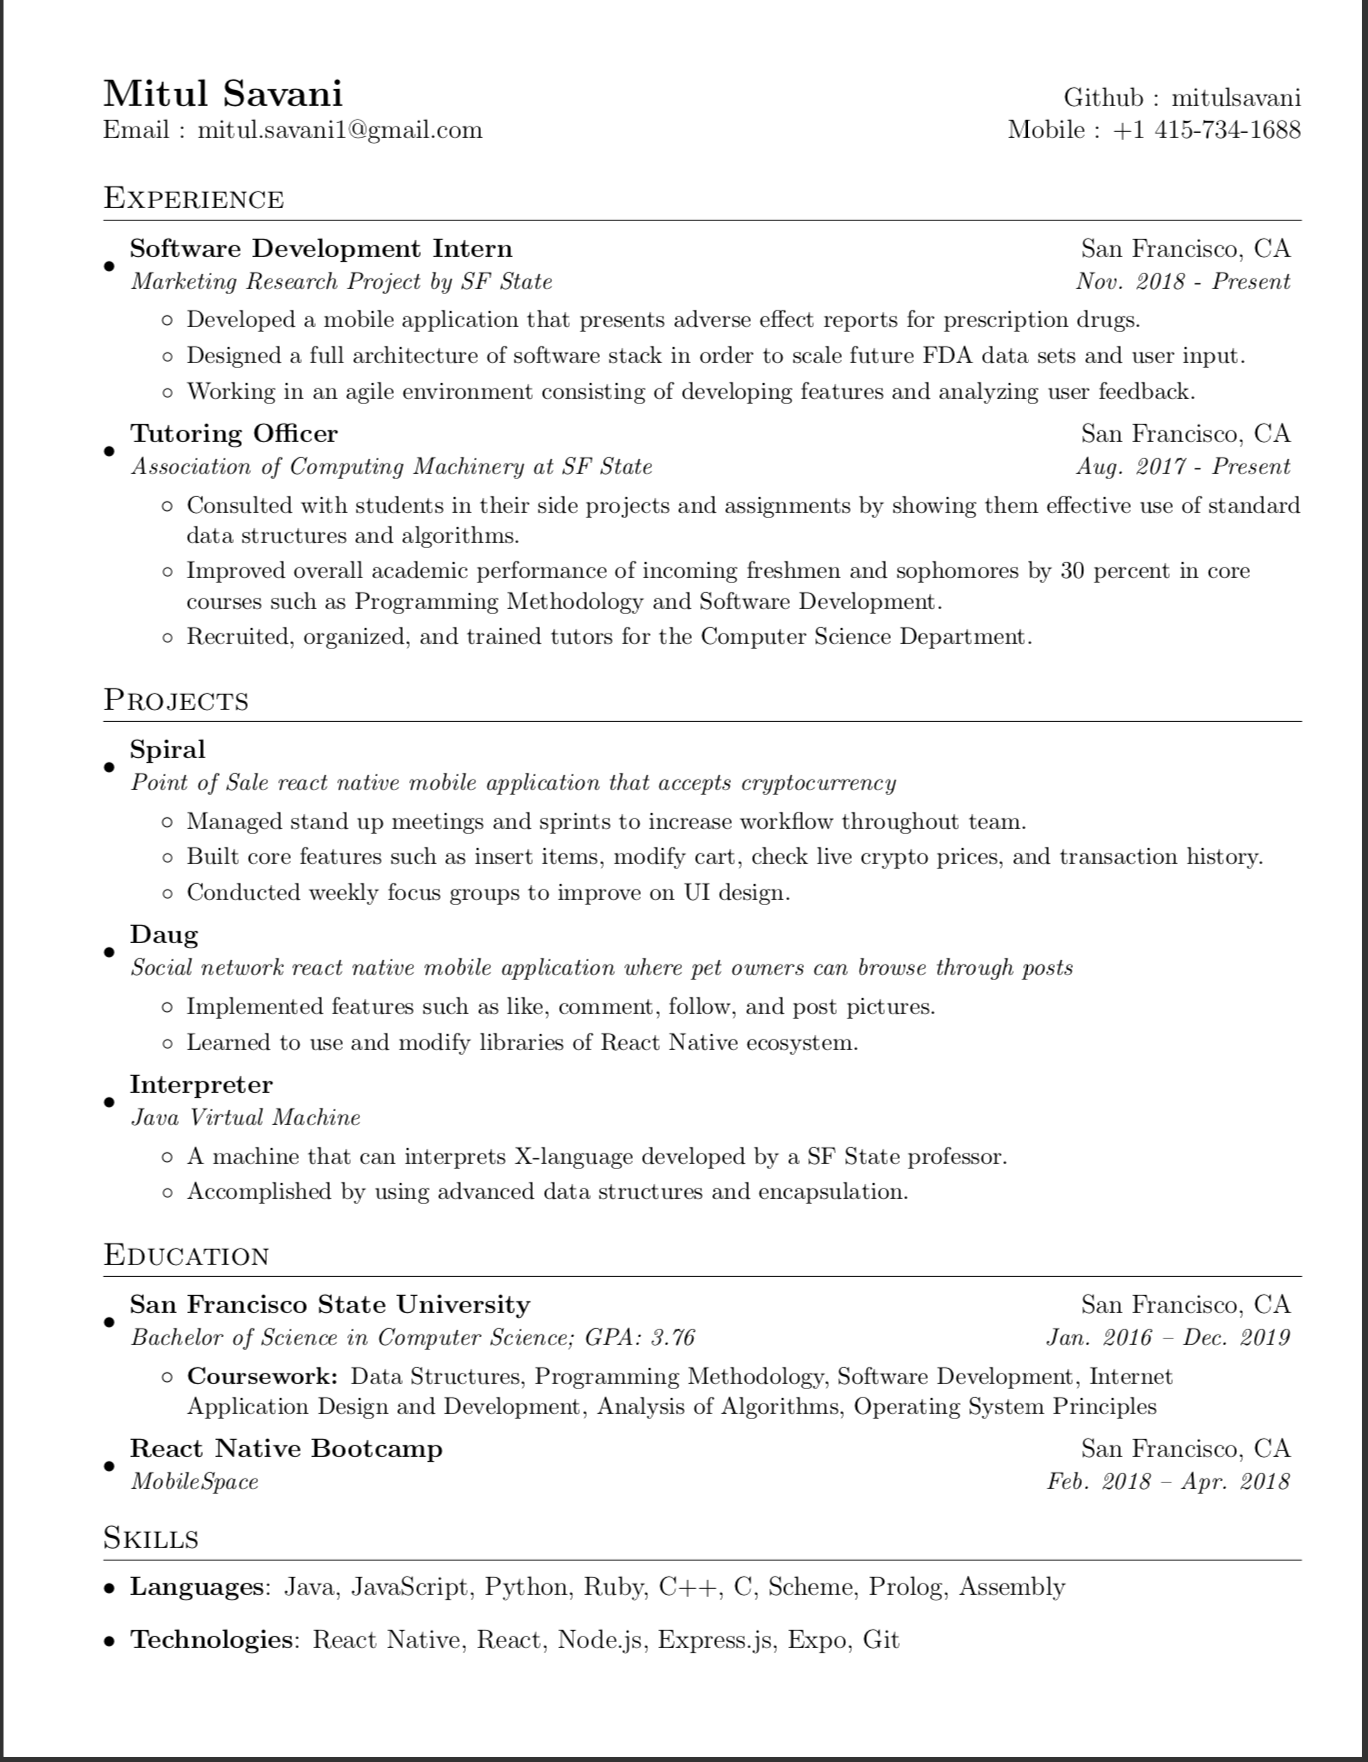 Mitul Savani
Github : mitulsavani
Email : mitul.savani1@gmail.com
Mobile : +1 415-734-1688
Experience
Software Development Intern
San Francisco, CA
Marketing Research Project by SF State
Nov. 2018 - Present
Developed a mobile application that presents adverse effect reports for prescription drugs.
Designed a full architecture of software stack in order to scale future FDA data sets and user input.
Working in an agile environment consisting of developing features and analyzing user feedback.
Tutoring Officer
San Francisco, CA
Association of Computing Machinery at SF State
Aug. 2017 - Present
Consulted with students in their side projects and assignments by showing them effective use of standard
data structures and algorithms.
Improved overall academic performance of incoming freshmen and sophomores by 30 percent in core
courses such as Programming Methodology and Software Development.
Recruited, organized, and trained tutors for the Computer Science Department.
Projects
Spiral
Point of Sale react native mobile application that accepts cryptocurrency
Managed stand up meetings and sprints to increase workflow throughout team.
Built core features such as insert items, modify cart, check live crypto prices, and transaction history.
Conducted weekly focus groups to improve on UI design.
Daug
Social network react native mobile application where pet owners can browse through posts
Implemented features such as like, comment, follow, and post pictures.
Learned to use and modify libraries of React Native ecosystem.
Interpreter
Java Virtual Machine
A machine that can interprets X-language developed by a SF State professor.
Accomplished by using advanced data structures and encapsulation.
Education
San Francisco State University
San Francisco, CA
Bachelor of Science in Computer Science; GPA: 3.76
Jan. 2016 – Dec. 2019
Coursework: Data Structures, Programming Methodology, Software Development, Internet
Application Design and Development, Analysis of Algorithms, Operating System Principles
React Native Bootcamp
San Francisco, CA
MobileSpace
Feb. 2018 – Apr. 2018
Skills
Languages: Java, JavaScript, Python, Ruby, C++, C, Scheme, Prolog, Assembly
Technologies: React Native, React, Node.js, Express.js, Expo, Git